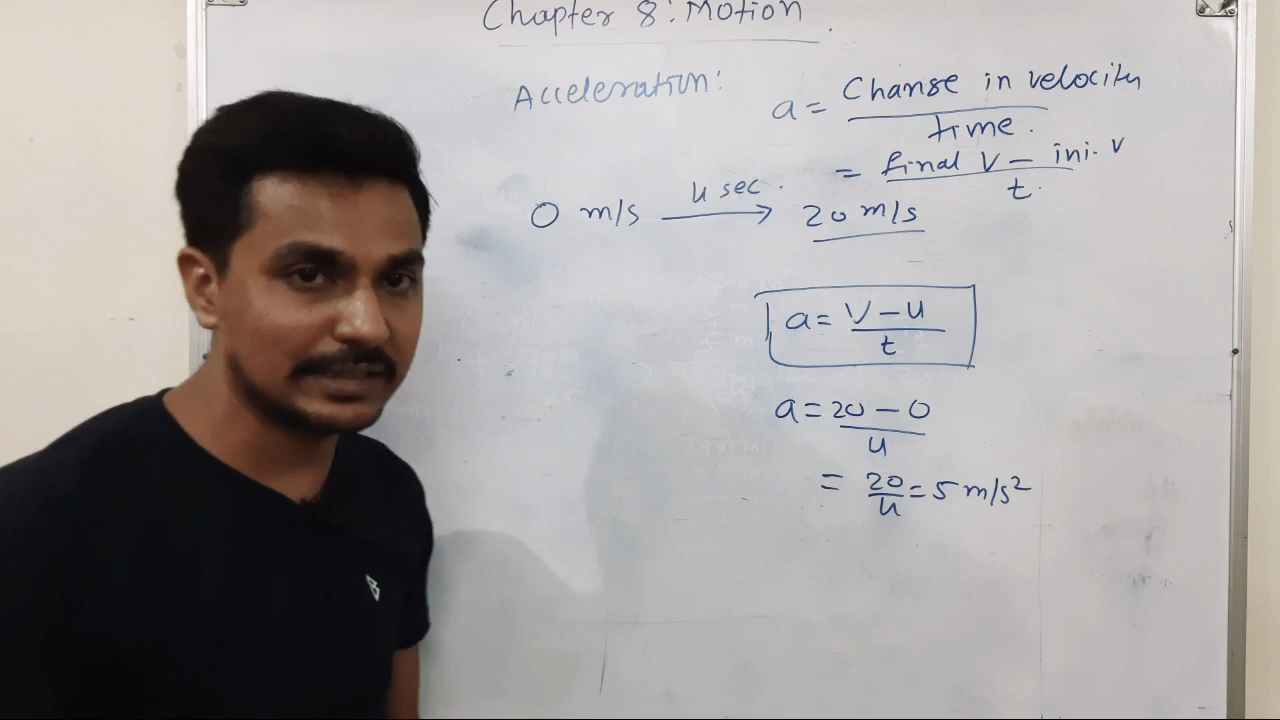 Chapter 8: Motion
Acceleration:
a = Change in velocity / time.
= final v - ini. v / t.
0 m/s 4 sec. → 20 m/s
a = v - u / t
a = 20 - 0 / 4
= 20/4 = 5 m/s²